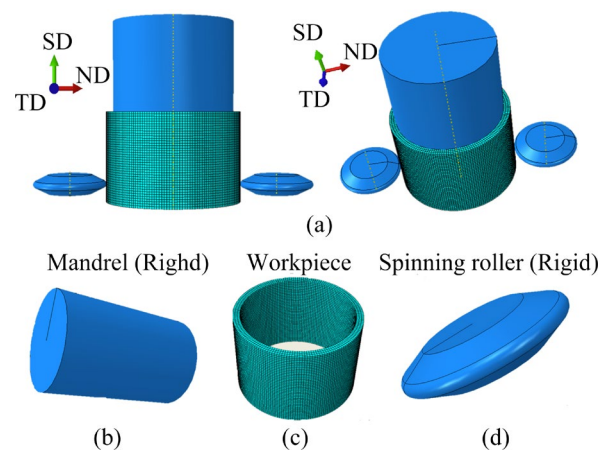 SD
ND
TD
SD
ND
TD
(a)
Mandrel (Righd)
Workpiece
Spinning roller (Rigid)
(b)
(c)
(d)